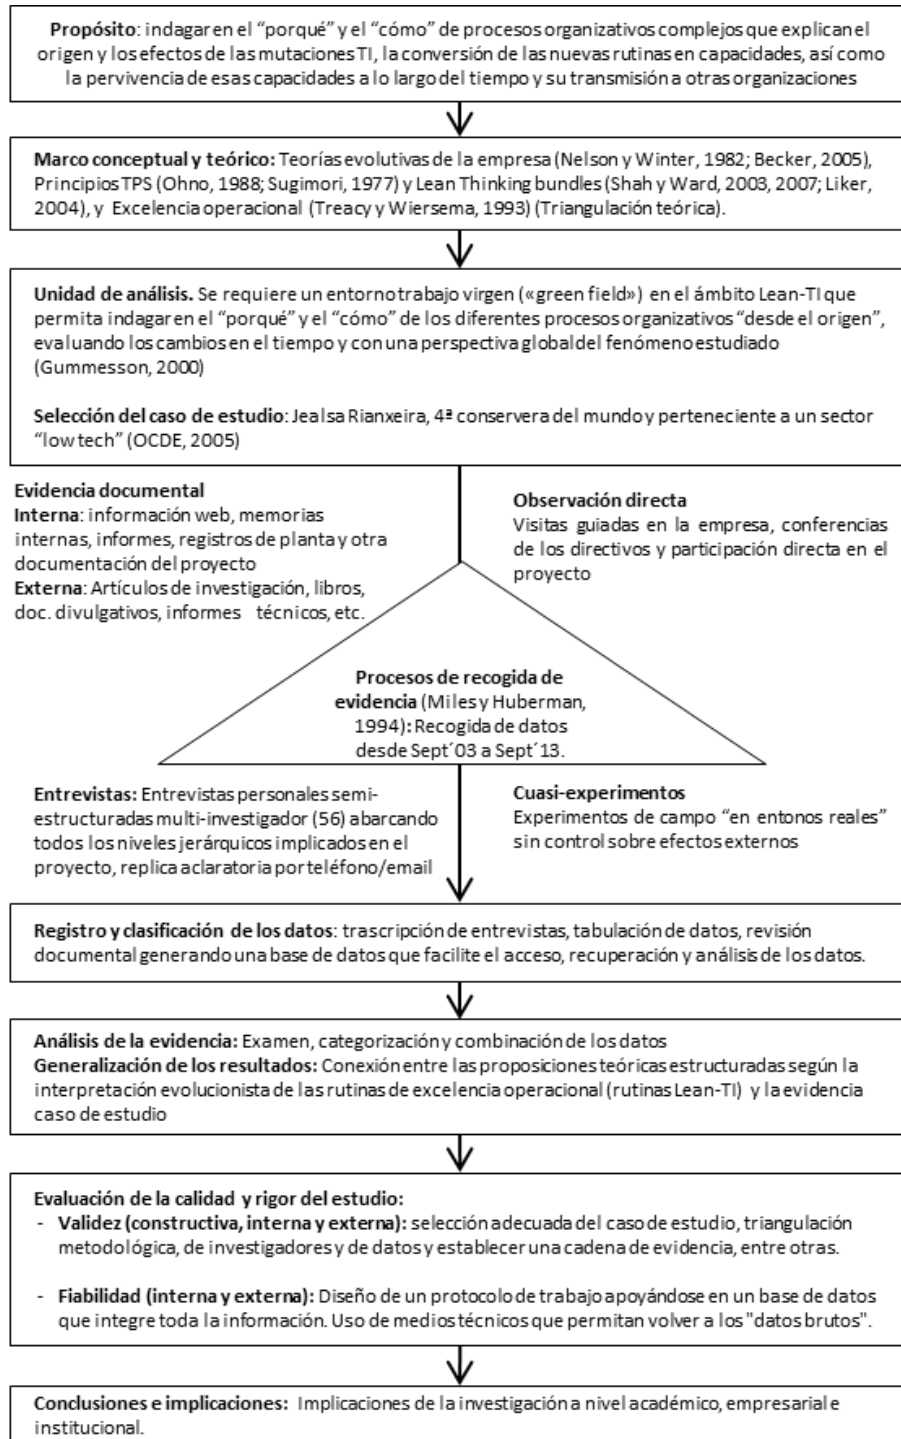 Propósito: indagar en el “porqué” y el “cómo” de procesos organizativos complejos que explican el
origen y los efectos de las mutaciones TI, la conversión de las nuevas rutinas en capacidades, así como
la pervivencia de esas capacidades a lo largo del tiempo y su transmisión a otras organizaciones
Marco conceptual y teórico: Teorías evolutivas de la empresa (Nelson y Winter, 1982; Becker, 2005),
Principios TPS (Ohno, 1988; Sugimori, 1977) y Lean Thinking bundles (Shah y Ward, 2003, 2007; Liker,
2004), y Excelencia operacional (Treacy y Wiersema, 1993) (Triangulación teórica).
Unidad de análisis. Se requiere un entorno trabajo virgen («green field») en el ámbito Lean-TI que
permita indagar en el “porqué” y el “cómo” de los diferentes procesos organizativos “desde el origen”,
evaluando los cambios en el tiempo y con una perspectiva global del fenómeno estudiado
(Gummesson, 2000)
Selección del caso de estudio: Jealsa Rianxeira, 4ª conservera del mundo y perteneciente a un sector
“low tech” (OCDE, 2005)
Evidencia documental
Interna: información web, memorias
internas, informes, registros de planta y otra
documentación del proyecto
Externa: Artículos de investigación, libros,
doc. divulgativos, informes técnicos, etc.
Observación directa
Visitas guiadas en la empresa, conferencias
de los directivos y participación directa en el
proyecto
Procesos de recogida de
evidencia (Miles y Huberman,
1994): Recogida de datos
desde Sept´03 a Sept´13.
Entrevistas: Entrevistas personales semi-
estructuradas multi-investigador (56) abarcando
todos los niveles jerárquicos implicados en el
proyecto, replica aclaratoria por teléfono/email
Cuasi-experimentos
Experimentos de campo “en entonos reales”
sin control sobre efectos externos
Registro y clasificación de los datos: trascripción de entrevistas, tabulación de datos, revisión
documental generando una base de datos que facilite el acceso, recuperación y análisis de los datos.
Análisis de la evidencia: Examen, categorización y combinación de los datos
Generalización de los resultados: Conexión entre las proposiciones teóricas estructuradas según la
interpretación evolucionista de las rutinas de excelencia operacional (rutinas Lean-TI) y la evidencia
caso de estudio
Evaluación de la calidad y rigor del estudio:
- Validez (constructiva, interna y externa): selección adecuada del caso de estudio, triangulación
metodológica, de investigadores y de datos y establecer una cadena de evidencia, entre otras.
- Fiabilidad (interna y externa): Diseño de un protocolo de trabajo apoyándose en un base de datos
que integre toda la información. Uso de medios técnicos que permitan volver a los "datos brutos".
Conclusiones e implicaciones: Implicaciones de la investigación a nivel académico, empresarial e
institucional.